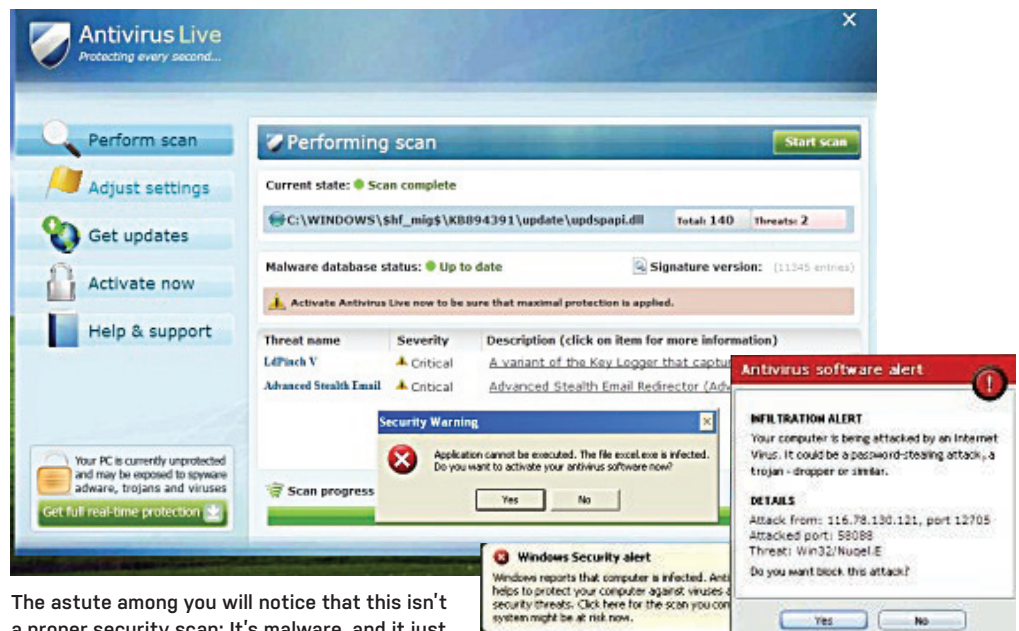 Antivirus Live
Protecting every second...
Perform scan
Adjust settings
Get updates
Activate now
Help & support
Your PC is currently unprotected
and may be exposed to spyware
adware, trojans and viruses
Get full real-time protection
Performing scan
Start scan
Current state: Scan complete
C:\WINDOWS\$hf_mig$\KB894391\update\updspapi.dll Total: 140 Threats: 2
Malware database status: Up to date Signature version: (11345 entries)
Activate Antivirus Live now to be sure that maximal protection is applied.
Threat name Severity Description (click on item for more information)
LdPinch V Critical A variant of the Key Logger that
Advanced Stealth Email Critical Advanced Stealth Email Redirector
Scan progress
Security Warning
Application cannot be executed. The file excel.exe is infected.
Do you want to activate your antivirus software now?
Yes No
Antivirus software alert
INFILTRATION ALERT
Your computer is being attacked by an Internet
Virus. It could be a password-stealing attack, a
trojan - dropper or similar.
DETAILS
Attack from: 116.78.130.121, port 12705
Attacked port: 58088
Threat: Win32/Nuqel.E
Do you want block this attack?
Yes No
Windows Security alert
Windows reports that computer is infected.
helps to protect your computer against viruses
security threats. Click here for the scan you
system might be at risk now.
The astute among you will notice that this isn't
a proper security scan: It's malware, and it just